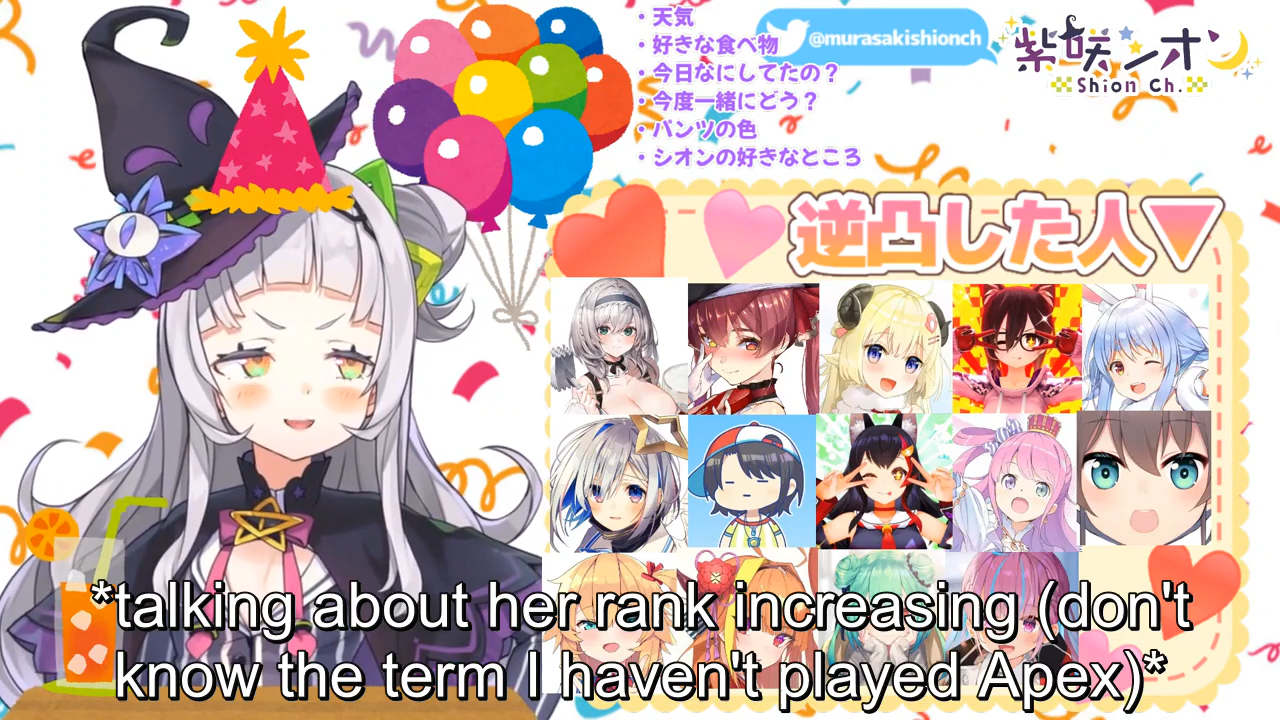 ・天気
・好きな食べ物
・今日なにしてたの？
・今度一緒にどう？
・パンツの色
・シオンの好きなところ
@murasakishionch
紫咲シオン
Shion Ch.
逆凸した人▼
*talking about her rank increasing (don't
know the term I haven't played Apex)*